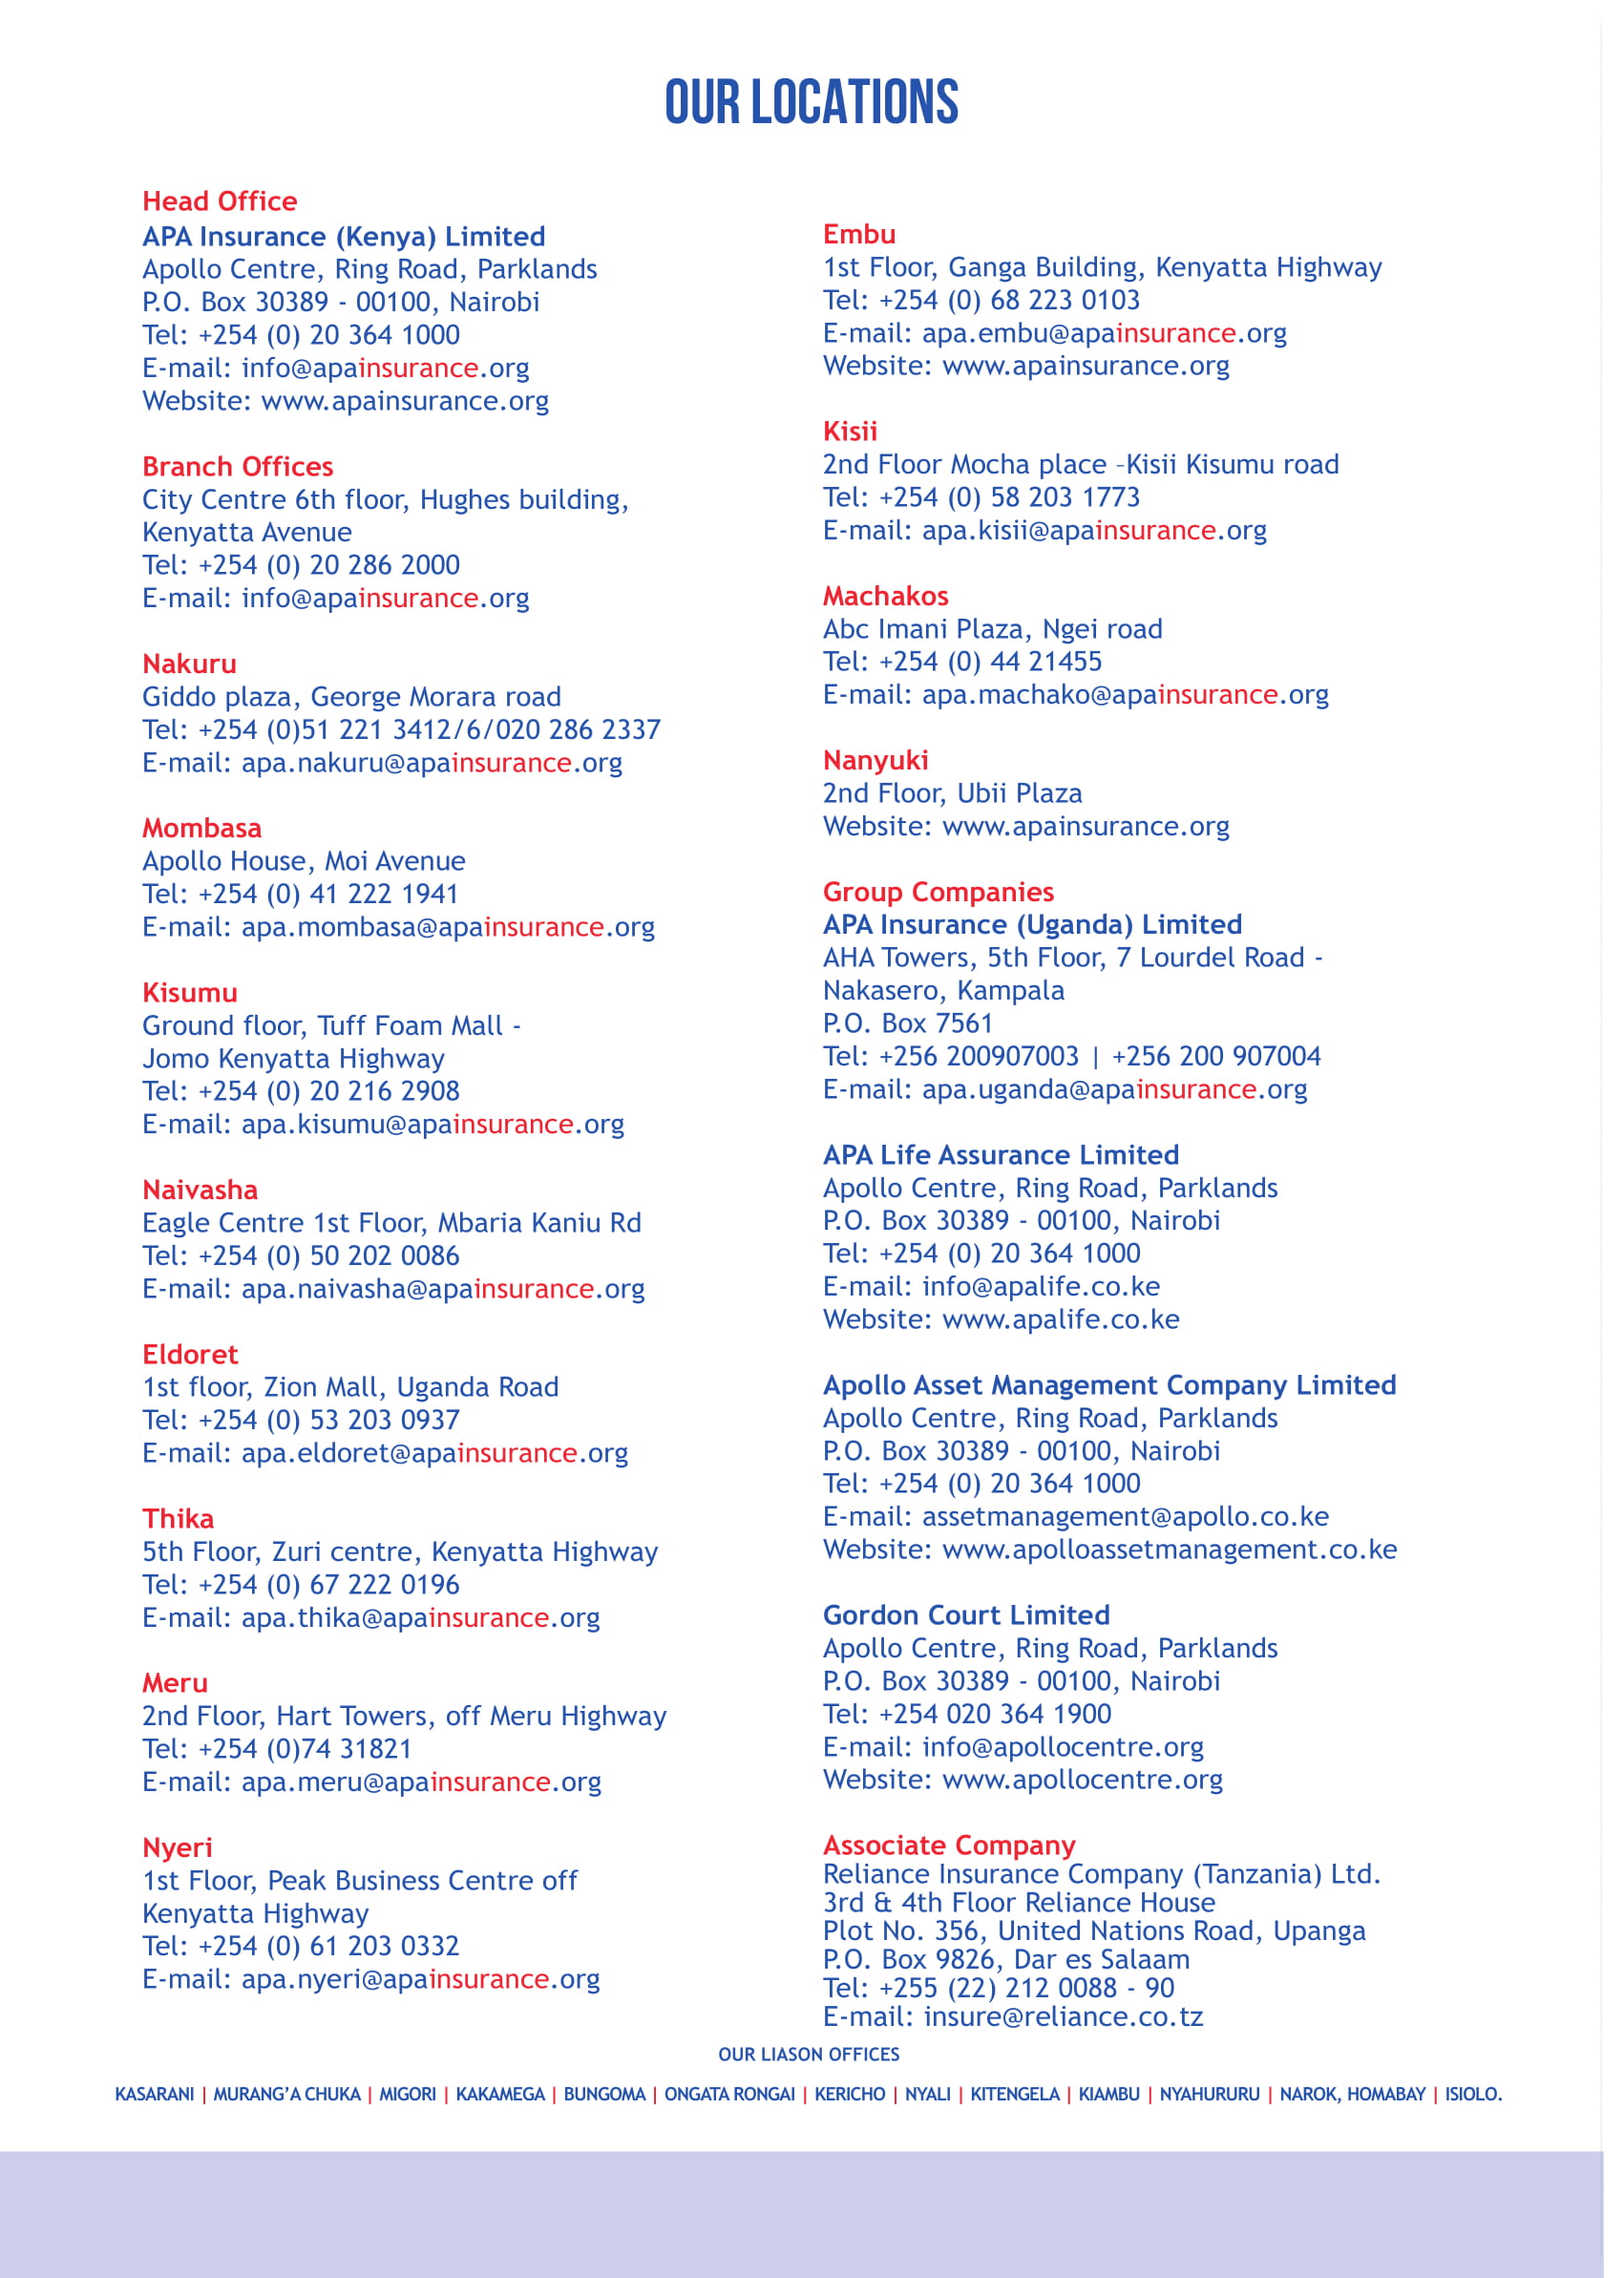 OUR LOCATIONS
Head Office
APA Insurance (Kenya) Limited
Apollo Centre, Ring Road, Parklands
P.O. Box 30389 - 00100, Nairobi
Tel: +254 (0) 20 364 1000
E-mail: info@apainsurance.org
Website: www.apainsurance.org
Branch Offices
City Centre 6th floor, Hughes building,
Kenyatta Avenue
Tel: +254 (0) 20 286 2000
E-mail: info@apainsurance.org
Nakuru
Giddo plaza, George Morara road
Tel: +254 (0)51 221 3412/6/020 286 2337
E-mail: apa.nakuru@apainsurance.org
Mombasa
Apollo House, Moi Avenue
Tel: +254 (0) 41 222 1941
E-mail: apa.mombasa@apainsurance.org
Kisumu
Ground floor, Tuff Foam Mall -
Jomo Kenyatta Highway
Tel: +254 (0) 20 216 2908
E-mail: apa.kisumu@apainsurance.org
Naivasha
Eagle Centre 1st Floor, Mbaria Kaniu Rd
Tel: +254 (0) 50 202 0086
E-mail: apa.naivasha@apainsurance.org
Eldoret
1st floor, Zion Mall, Uganda Road
Tel: +254 (0) 53 203 0937
E-mail: apa.eldoret@apainsurance.org
Thika
5th Floor, Zuri centre, Kenyatta Highway
Tel: +254 (0) 67 222 0196
E-mail: apa.thika@apainsurance.org
Meru
2nd Floor, Hart Towers, off Meru Highway
Tel: +254 (0)74 31821
E-mail: apa.meru@apainsurance.org
Nyeri
1st Floor, Peak Business Centre off
Kenyatta Highway
Tel: +254 (0) 61 203 0332
E-mail: apa.nyeri@apainsurance.org
Embu
1st Floor, Ganga Building, Kenyatta Highway
Tel: +254 (0) 68 223 0103
E-mail: apa.embu@apainsurance.org
Website: www.apainsurance.org
Kisii
2nd Floor Mocha place –Kisii Kisumu road
Tel: +254 (0) 58 203 1773
E-mail: apa.kisii@apainsurance.org
Machakos
Abc Imani Plaza, Ngei road
Tel: +254 (0) 44 21455
E-mail: apa.machako@apainsurance.org
Nanyuki
2nd Floor, Ubii Plaza
Website: www.apainsurance.org
Group Companies
APA Insurance (Uganda) Limited
AHA Towers, 5th Floor, 7 Lourdel Road -
Nakasero, Kampala
P.O. Box 7561
Tel: +256 200907003 | +256 200 907004
E-mail: apa.uganda@apainsurance.org
APA Life Assurance Limited
Apollo Centre, Ring Road, Parklands
P.O. Box 30389 - 00100, Nairobi
Tel: +254 (0) 20 364 1000
E-mail: info@apalife.co.ke
Website: www.apalife.co.ke
Apollo Asset Management Company Limited
Apollo Centre, Ring Road, Parklands
P.O. Box 30389 - 00100, Nairobi
Tel: +254 (0) 20 364 1000
E-mail: assetmanagement@apollo.co.ke
Website: www.apolloassetmanagement.co.ke
Gordon Court Limited
Apollo Centre, Ring Road, Parklands
P.O. Box 30389 - 00100, Nairobi
Tel: +254 020 364 1900
E-mail: info@apollocentre.org
Website: www.apollocentre.org
Associate Company
Reliance Insurance Company (Tanzania) Ltd.
3rd & 4th Floor Reliance House
Plot No. 356, United Nations Road, Upanga
P.O. Box 9826, Dar es Salaam
Tel: +255 (22) 212 0088 - 90
E-mail: insure@reliance.co.tz
OUR LIASON OFFICES
KASARANI | MURANG’A CHUKA | MIGORI | KAKAMEGA | BUNGOMA | ONGATA RONGAI | KERICHO | NYALI | KITENGELA | KIAMBU | NYAHURURU | NAROK, HOMABAY | ISIOLO.